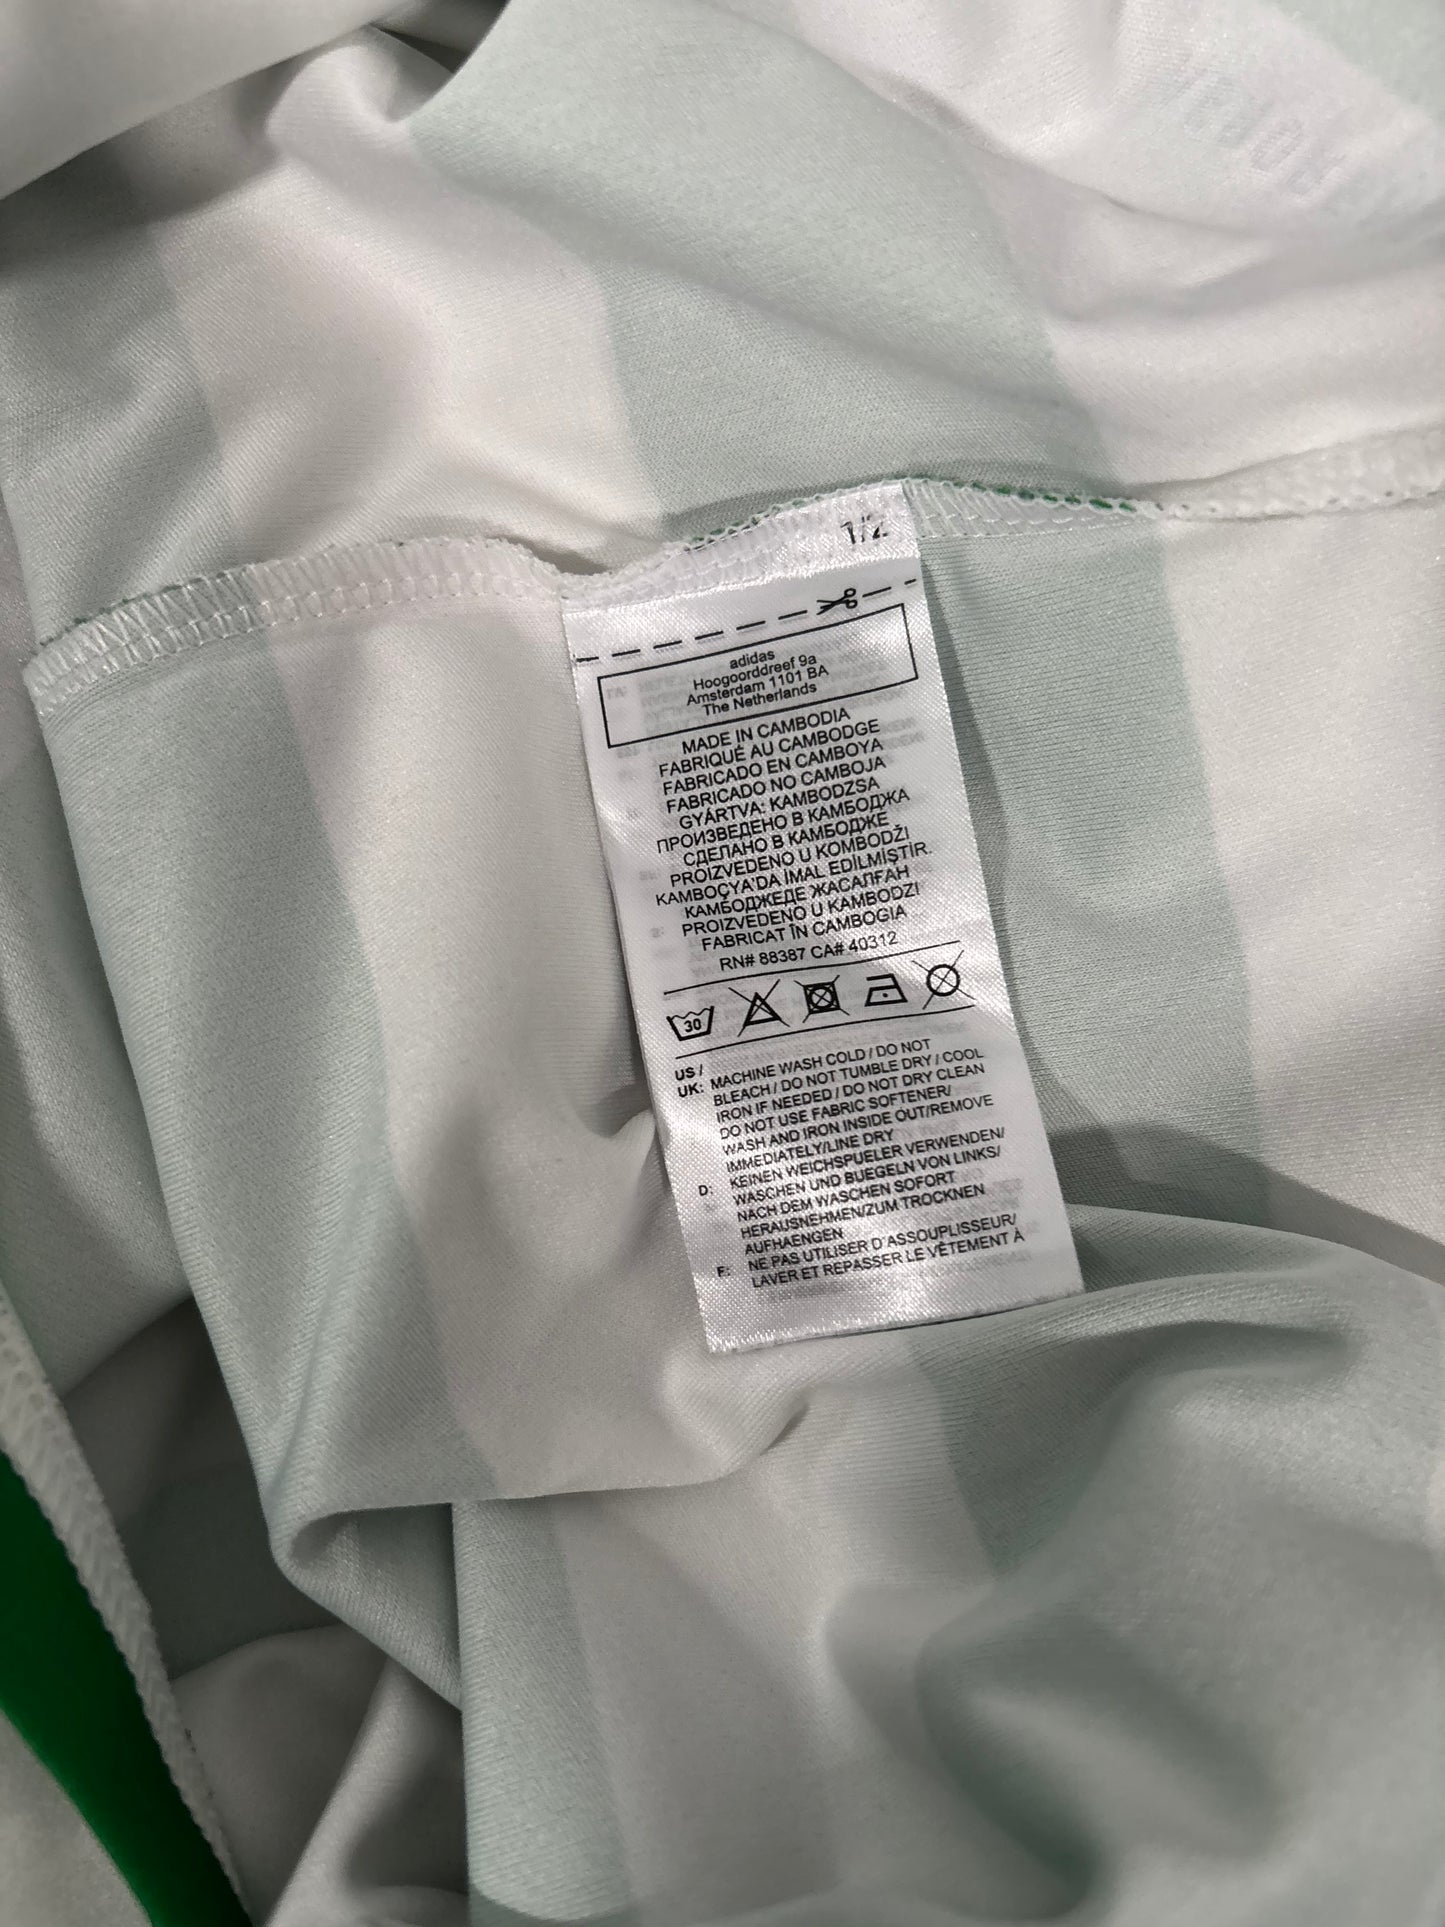 1/2
adidas
Hoogoorddreef 9a
Amsterdam 1101 BA
The Netherlands
MADE IN CAMBODIA
FABRIQUÉ AU CAMBODGE
FABRICADO EN CAMBOYA
FABRICADO NO CAMBOJA
GYÁRTVA: KAMBODZSA
ПРОИЗВЕДЕНО В КАМБОДЖА
СДЕЛАНО В КАМБОДЖЕ
PROIZVEDENO U KOMBODŽI
KAMBOÇYA'DA İMAL EDİLMİŞTİR.
КАМБОДЖЕДЕ ЖАСАЛҒАН
PROIZVEDENO U KAMBODZI
FABRICAT ÎN CAMBOGIA
RN# 88387 CA# 40312
30
US / UK: MACHINE WASH COLD / DO NOT
BLEACH / DO NOT TUMBLE DRY / COOL
IRON IF NEEDED / DO NOT DRY CLEAN
DO NOT USE FABRIC SOFTENER/
WASH AND IRON INSIDE OUT/REMOVE
IMMEDIATELY/LINE DRY
D: KEINEN WEICHSPUELER VERWENDEN/
WASCHEN UND BUEGELN VON LINKS/
NACH DEM WASCHEN SOFORT
HERAUSNEHMEN/ZUM TROCKNEN
AUFHAENGEN
F: NE PAS UTILISER D'ASSOUPLISSEUR/
LAVER ET REPASSER LE VÊTEMENT À